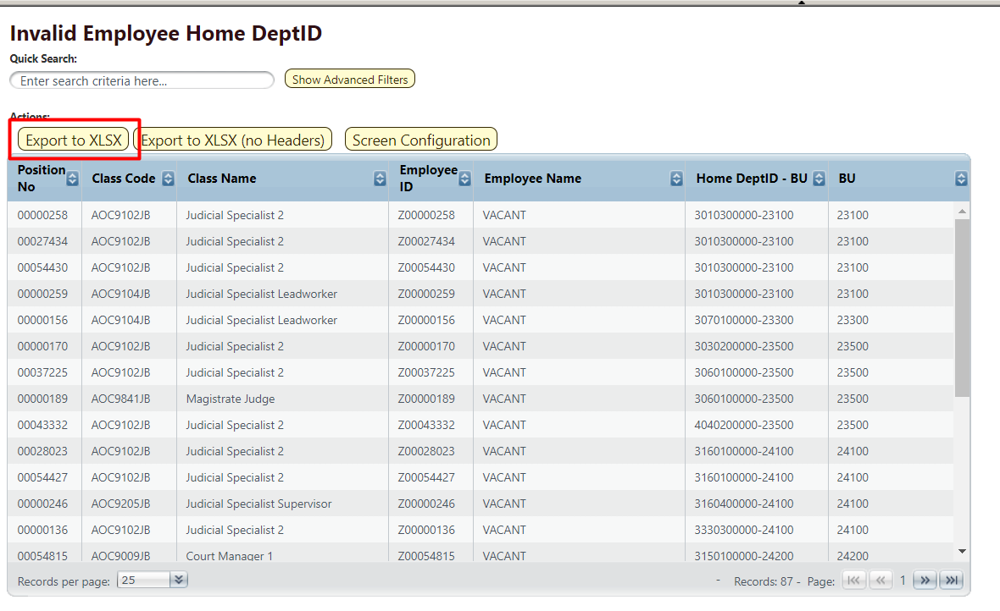 Invalid Employee Home DeptID
Quick Search:
Enter search criteria here...
Show Advanced Filters
Actions:
Export to XLSX
Export to XLSX (no Headers)
Screen Configuration
Position No Class Code Class Name Employee ID Employee Name Home DeptID - BU BU
00000258 AOC9102JB Judicial Specialist 2 Z00000258 VACANT 3010300000-23100 23100
00027434 AOC9102JB Judicial Specialist 2 Z00027434 VACANT 3010300000-23100 23100
00054430 AOC9102JB Judicial Specialist 2 Z00054430 VACANT 3010300000-23100 23100
00000259 AOC9104JB Judicial Specialist Leadworker Z00000259 VACANT 3010300000-23100 23100
00000156 AOC9104JB Judicial Specialist Leadworker Z00000156 VACANT 3070100000-23300 23300
00000170 AOC9102JB Judicial Specialist 2 Z00000170 VACANT 3030200000-23500 23500
00037225 AOC9102JB Judicial Specialist 2 Z00037225 VACANT 3060100000-23500 23500
00000189 AOC9841JB Magistrate Judge Z00000189 VACANT 3060100000-23500 23500
00043332 AOC9102JB Judicial Specialist 2 Z00043332 VACANT 4040200000-23500 23500
00028023 AOC9102JB Judicial Specialist 2 Z00028023 VACANT 3160100000-24100 24100
00054427 AOC9102JB Judicial Specialist 2 Z00054427 VACANT 3160100000-24100 24100
00000246 AOC9205JB Judicial Specialist Supervisor Z00000246 VACANT 3160400000-24100 24100
00000136 AOC9102JB Judicial Specialist 2 Z00000136 VACANT 3330300000-24100 24100
00054815 AOC9009JB Court Manager 1 Z00054815 VACANT 3150100000-24200 24200
Records per page: 25 - Records: 87 - Page: 1